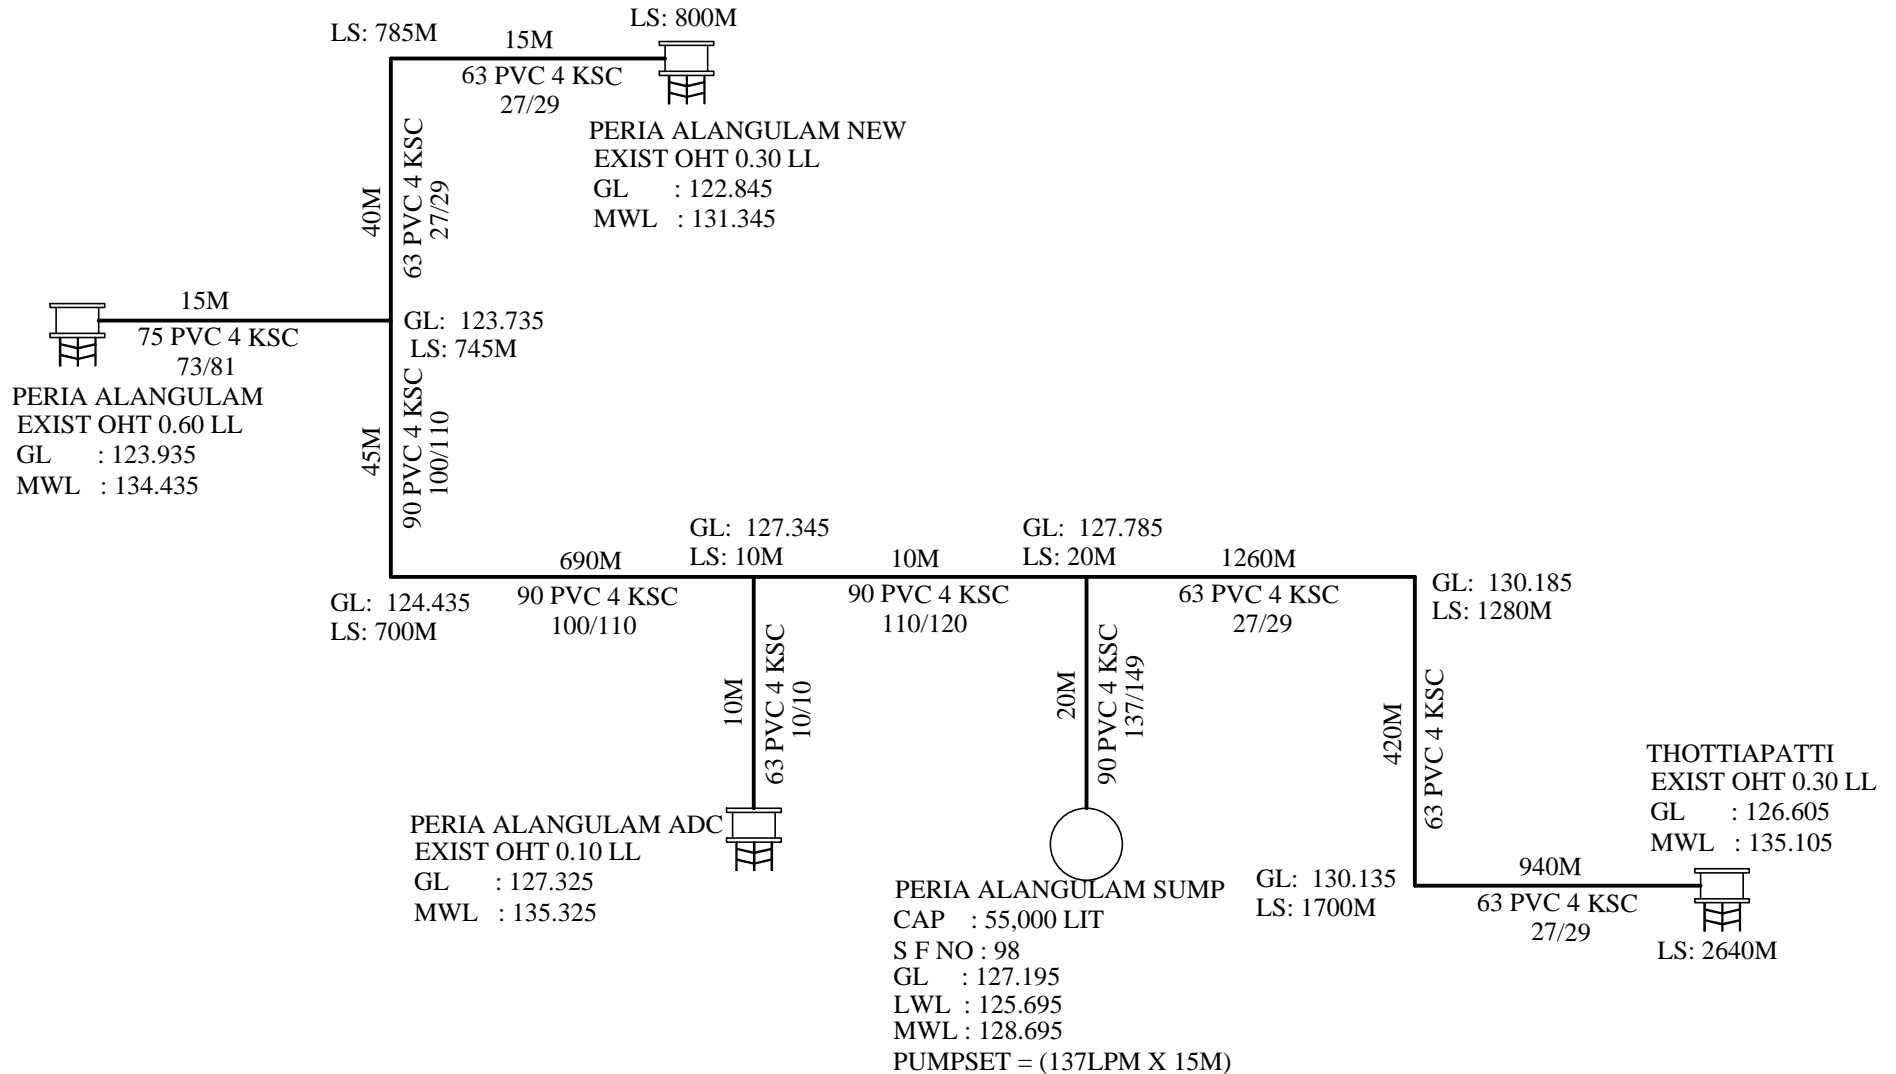 LS: 785M
15M
LS: 800M
63 PVC 4 KSC
27/29
PERIA ALANGULAM NEW
EXIST OHT 0.30 LL
GL : 122.845
MWL : 131.345
40M
63 PVC 4 KSC
27/29
15M
75 PVC 4 KSC
73/81
GL: 123.735
LS: 745M
PERIA ALANGULAM
EXIST OHT 0.60 LL
GL : 123.935
MWL : 134.435
45M
90 PVC 4 KSC
100/110
GL: 124.435
LS: 700M
690M
90 PVC 4 KSC
100/110
GL: 127.345
LS: 10M
10M
90 PVC 4 KSC
110/120
GL: 127.785
LS: 20M
1260M
63 PVC 4 KSC
27/29
GL: 130.185
LS: 1280M
10M
63 PVC 4 KSC
10/10
20M
90 PVC 4 KSC
137/149
420M
63 PVC 4 KSC
PERIA ALANGULAM ADC
EXIST OHT 0.10 LL
GL : 127.325
MWL : 135.325
PERIA ALANGULAM SUMP
CAP : 55,000 LIT
S F NO : 98
GL : 127.195
LWL : 125.695
MWL : 128.695
PUMPSET = (137LPM X 15M)
GL: 130.135
LS: 1700M
940M
63 PVC 4 KSC
27/29
THOTTIAPATTI
EXIST OHT 0.30 LL
GL : 126.605
MWL : 135.105
LS: 2640M